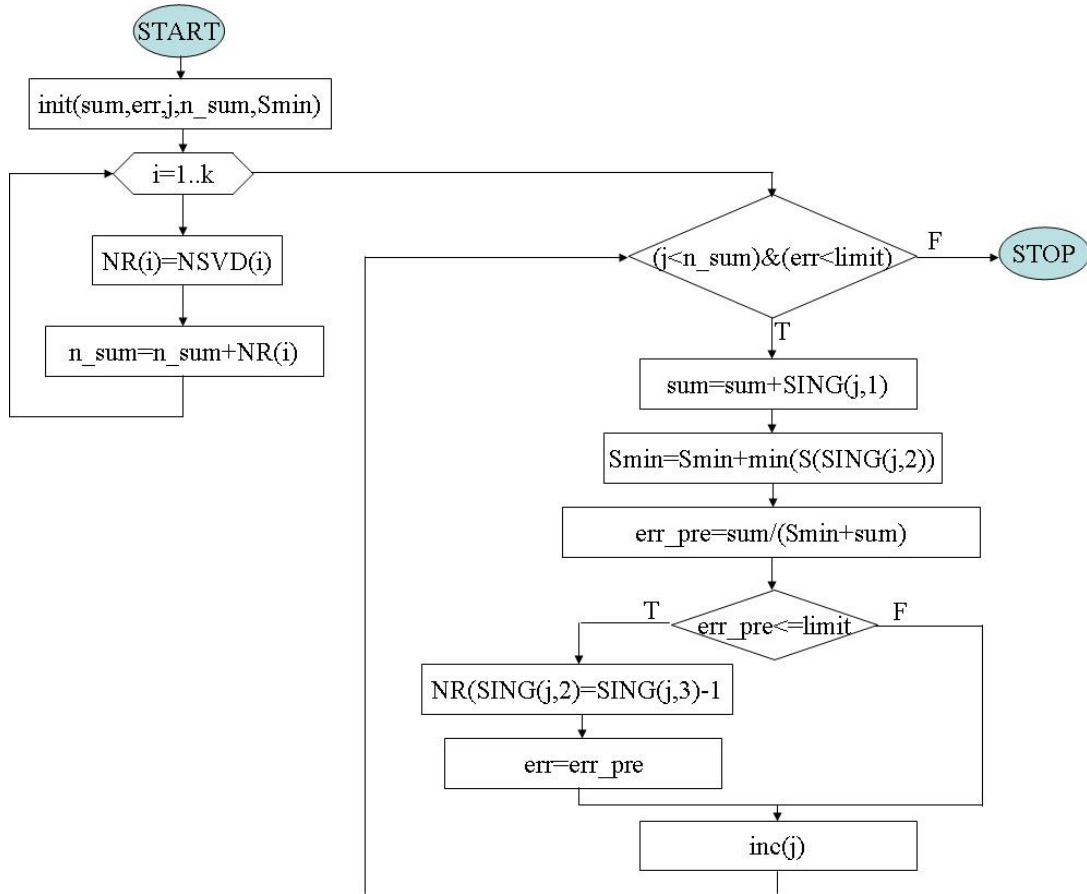 START
init(sum,err,j,n_sum,Smin)
i=1..k
NR(i)=NSVD(i)
n_sum=n_sum+NR(i)
(j<n_sum)&(err<limit)
F
STOP
T
sum=sum+SING(j,1)
Smin=Smin+min(S(SING(j,2))
err_pre=sum/(Smin+sum)
T
err_pre<=limit
F
NR(SING(j,2)=SING(j,3)-1
err=err_pre
inc(j)